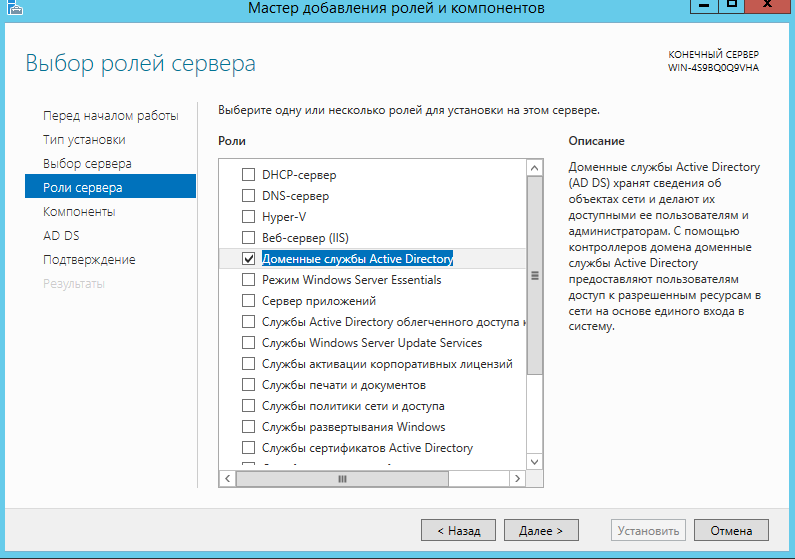 Мастер добавления ролей и компонентов
Выбор ролей сервера
КОНЕЧНЫЙ СЕРВЕР
WIN-4S9BQ0Q9VHA
Перед началом работы
Тип установки
Выбор сервера
Роли сервера
Компоненты
AD DS
Подтверждение
Результаты
Выберите одну или несколько ролей для установки на этом сервере.
Роли
DHCP-сервер
DNS-сервер
Hyper-V
Веб-сервер (IIS)
Доменные службы Active Directory
Режим Windows Server Essentials
Сервер приложений
Службы Active Directory облегченного доступа к
Службы Windows Server Update Services
Службы активации корпоративных лицензий
Службы печати и документов
Службы политики сети и доступа
Службы развертывания Windows
Службы сертификатов Active Directory
Описание
Доменные службы Active Directory
(AD DS) хранят сведения об
объектах сети и делают их
доступными ее пользователям и
администраторам. С помощью
контроллеров домена доменные
службы Active Directory
предоставляют пользователям
доступ к разрешенным ресурсам в
сети на основе единого входа в
систему.
< Назад
Далее >
Установить
Отмена